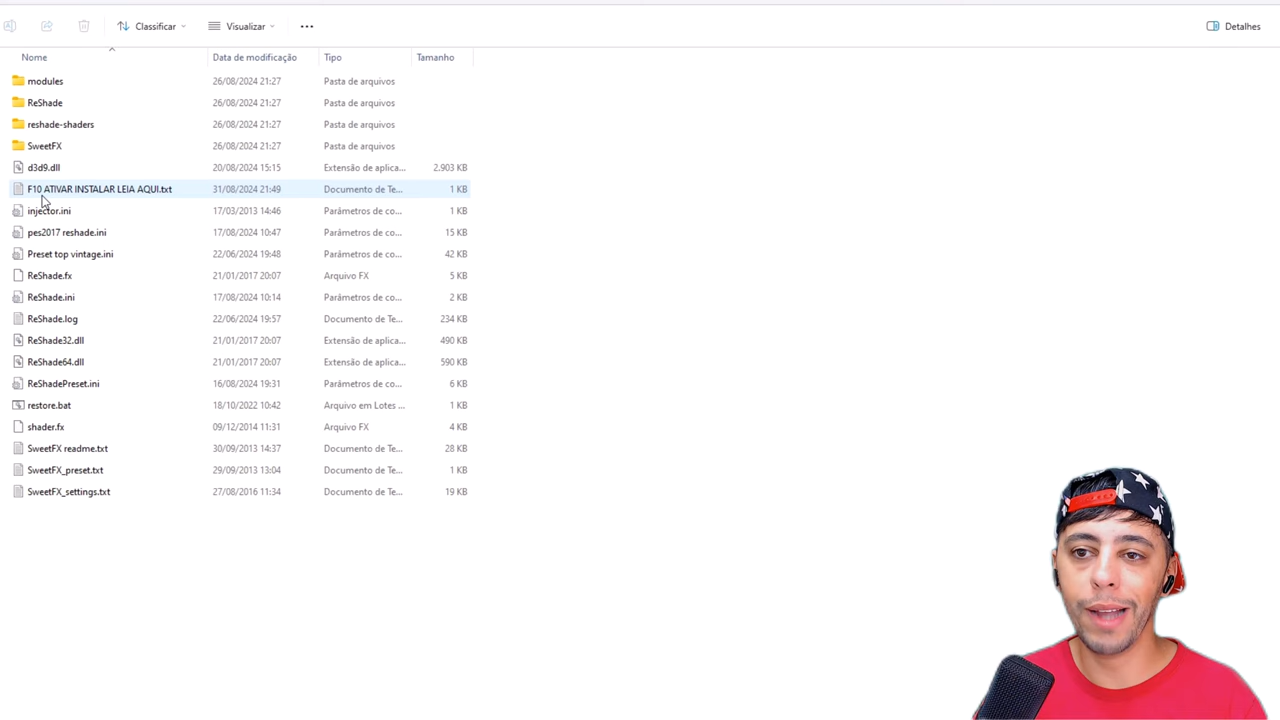 Classificar Visualizar ... Detalhes
Nome Data de modificação Tipo Tamanho
modules 26/08/2024 21:27 Pasta de arquivos
ReShade 26/08/2024 21:27 Pasta de arquivos
reshade-shaders 26/08/2024 21:27 Pasta de arquivos
SweetFX 26/08/2024 21:27 Pasta de arquivos
d3d9.dll 20/08/2024 15:15 Extensão de aplica... 2.903 KB
F10 ATIVAR INSTALAR LEIA AQUI.txt 31/08/2024 21:49 Documento de Te... 1 KB
injector.ini 17/03/2013 14:46 Parâmetros de co... 1 KB
pes2017 reshade.ini 17/08/2024 10:47 Parâmetros de co... 15 KB
Preset top vintage.ini 22/06/2024 19:48 Parâmetros de co... 42 KB
ReShade.fx 21/01/2017 20:07 Arquivo FX 5 KB
ReShade.ini 17/08/2024 10:14 Parâmetros de co... 2 KB
ReShade.log 22/06/2024 19:57 Documento de Te... 234 KB
ReShade32.dll 21/01/2017 20:07 Extensão de aplica... 490 KB
ReShade64.dll 21/01/2017 20:07 Extensão de aplica... 590 KB
ReShadePreset.ini 16/08/2024 19:31 Parâmetros de co... 6 KB
restore.bat 18/10/2022 10:42 Arquivo em Lotes ... 1 KB
shader.fx 09/12/2014 11:31 Arquivo FX 4 KB
SweetFX readme.txt 30/09/2013 14:37 Documento de Te... 28 KB
SweetFX_preset.txt 29/09/2013 13:04 Documento de Te... 1 KB
SweetFX_settings.txt 27/08/2016 11:34 Documento de Te... 19 KB